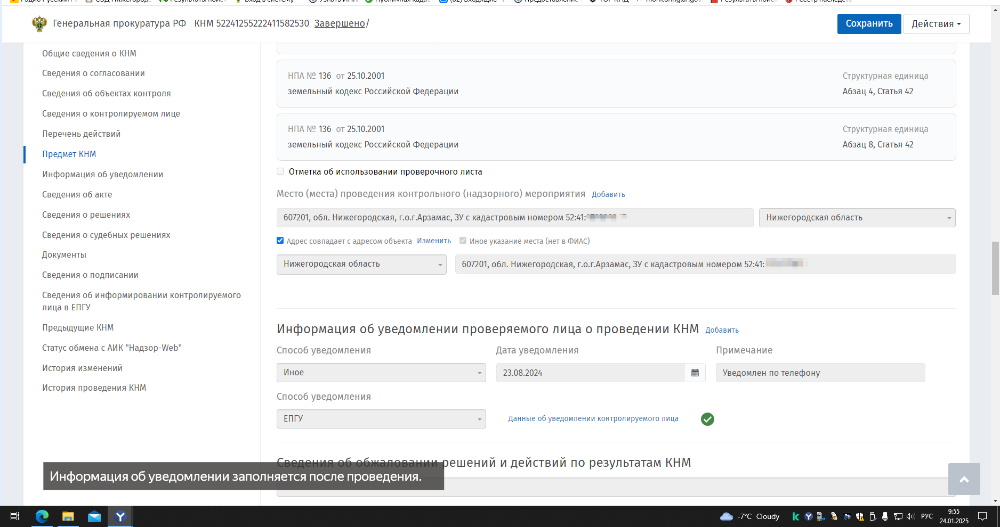 Генеральная прокуратура РФ КНМ 52241255222411582530 Завершено/
Сохранить
Действия
Общие сведения о КНМ
Сведения о согласовании
Сведения об объектах контроля
Сведения о контролируемом лице
Перечень действий
Предмет КНМ
Информация об уведомлении
Сведения об акте
Сведения о решениях
Сведения о судебных решениях
Документы
Сведения о подписании
Сведения об информировании контролируемого
лица в ЕПГУ
Предыдущие КНМ
Статус обмена с АИК "Надзор-Web"
История изменений
История проведения КНМ
НПА № 136 от 25.10.2001 Структурная единица
земельный кодекс Российской Федерации Абзац 4, Статья 42
НПА № 136 от 25.10.2001 Структурная единица
земельный кодекс Российской Федерации Абзац 8, Статья 42
Отметка об использовании проверочного листа
Место (места) проведения контрольного (надзорного) мероприятия Добавить
607201, обл. Нижегородская, г.о.г.Арзамас, ЗУ с кадастровым номером 52:41: Нижегородская область
Адрес совпадает с адресом объекта Изменить Иное указание места (нет в ФИАС)
Нижегородская область 607201, обл. Нижегородская, г.о.г.Арзамас, ЗУ с кадастровым номером 52:41:
Информация об уведомлении проверяемого лица о проведении КНМ Добавить
Способ уведомления Дата уведомления Примечание
Иное 23.08.2024 Уведомлен по телефону
Способ уведомления
ЕПГУ Данные об уведомлении контролируемого лица
Сведения об обжаловании решений и действий по результатам КНМ
Информация об уведомлении заполняется после проведения.
-7°C Cloudy
РУС
9:55
24.01.2025